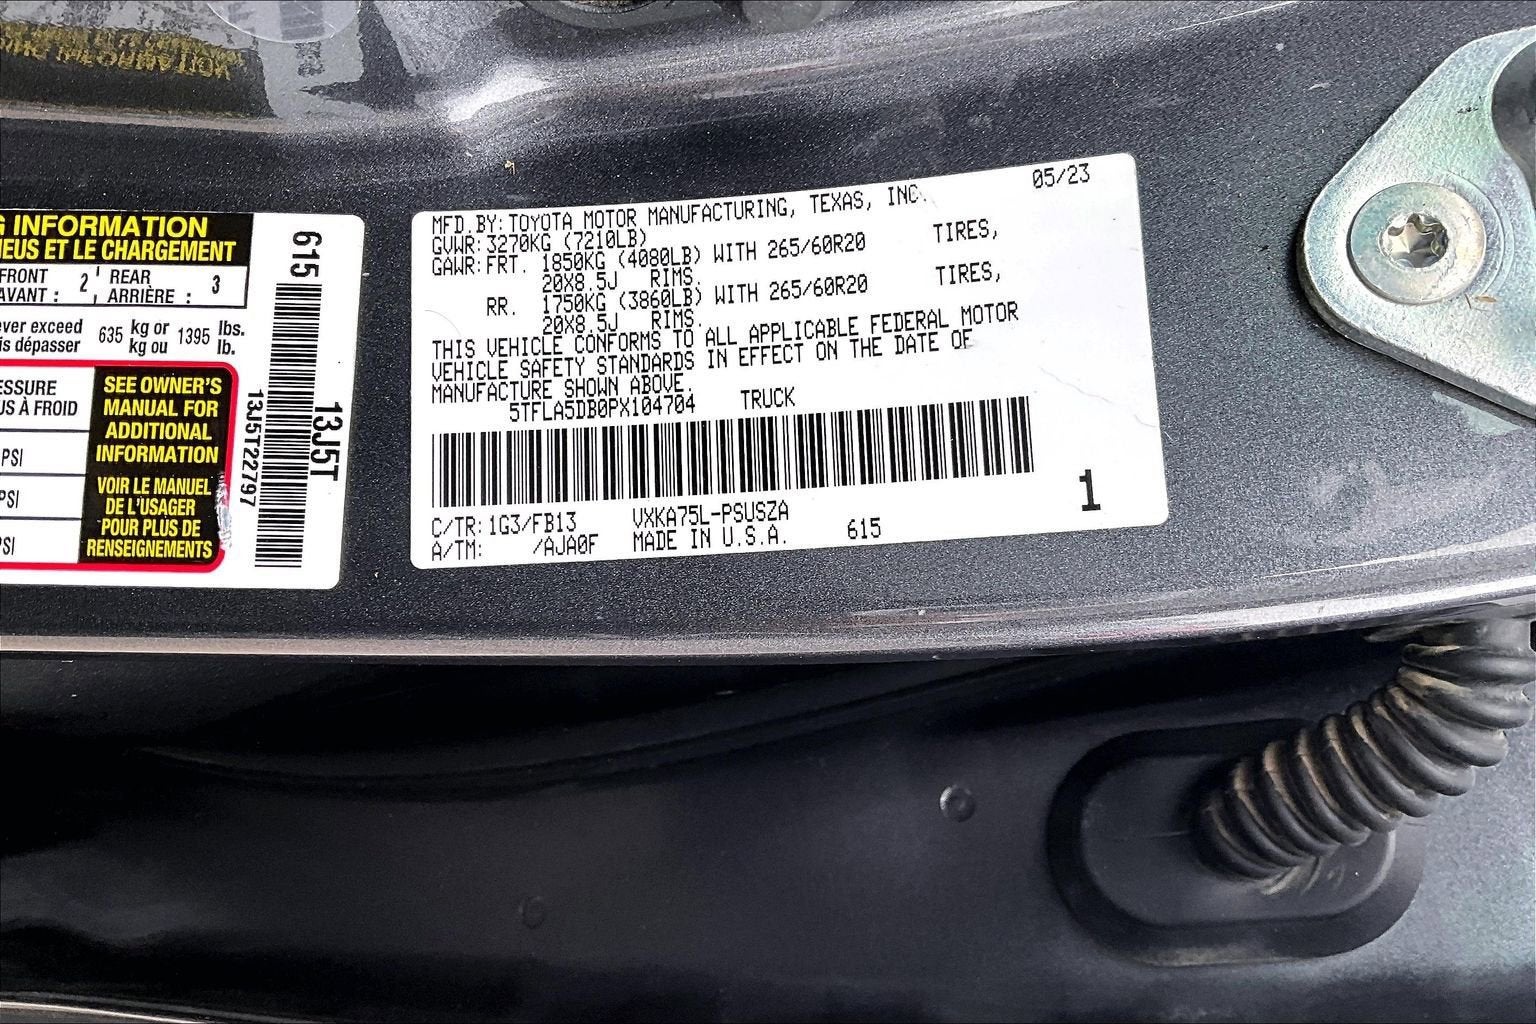 G INFORMATION
NEUS ET LE CHARGEMENT
FRONT 2 REAR 3
AVANT : ARRIÈRE :
ever exceed 635 kg or 1395 lbs.
is dépasser kg ou lb.
ESSURE
US À FROID
PSI
PSI
PSI
SEE OWNER'S
MANUAL FOR
ADDITIONAL
INFORMATION
VOIR LE MANUEL
DE L'USAGER
POUR PLUS DE
RENSEIGNEMENTS
615
13J5T22797
13J5T
05/23
MFD.BY:TOYOTA MOTOR MANUFACTURING, TEXAS, INC.
GVWR:3270KG (7210LB)
GAWR:FRT. 1850KG (4080LB) WITH 265/60R20 TIRES,
20X8.5J RIMS.
RR. 1750KG (3860LB) WITH 265/60R20 TIRES,
20X8.5J RIMS.
THIS VEHICLE CONFORMS TO ALL APPLICABLE FEDERAL MOTOR
VEHICLE SAFETY STANDARDS IN EFFECT ON THE DATE OF
MANUFACTURE SHOWN ABOVE.
5TFLA5DB0PX104704 TRUCK
C/TR:1G3/FB13 VXKA75L-PSUSZA
A/TM: /AJA0F MADE IN U.S.A. 615
1